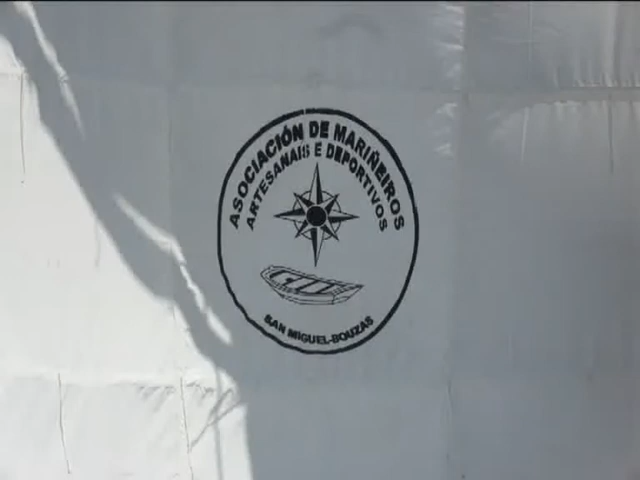 ASOCIACIÓN DE MARIÑEIROS
ARTESANAIS E DEPORTIVOS
SAN MIGUEL-BOUZAS